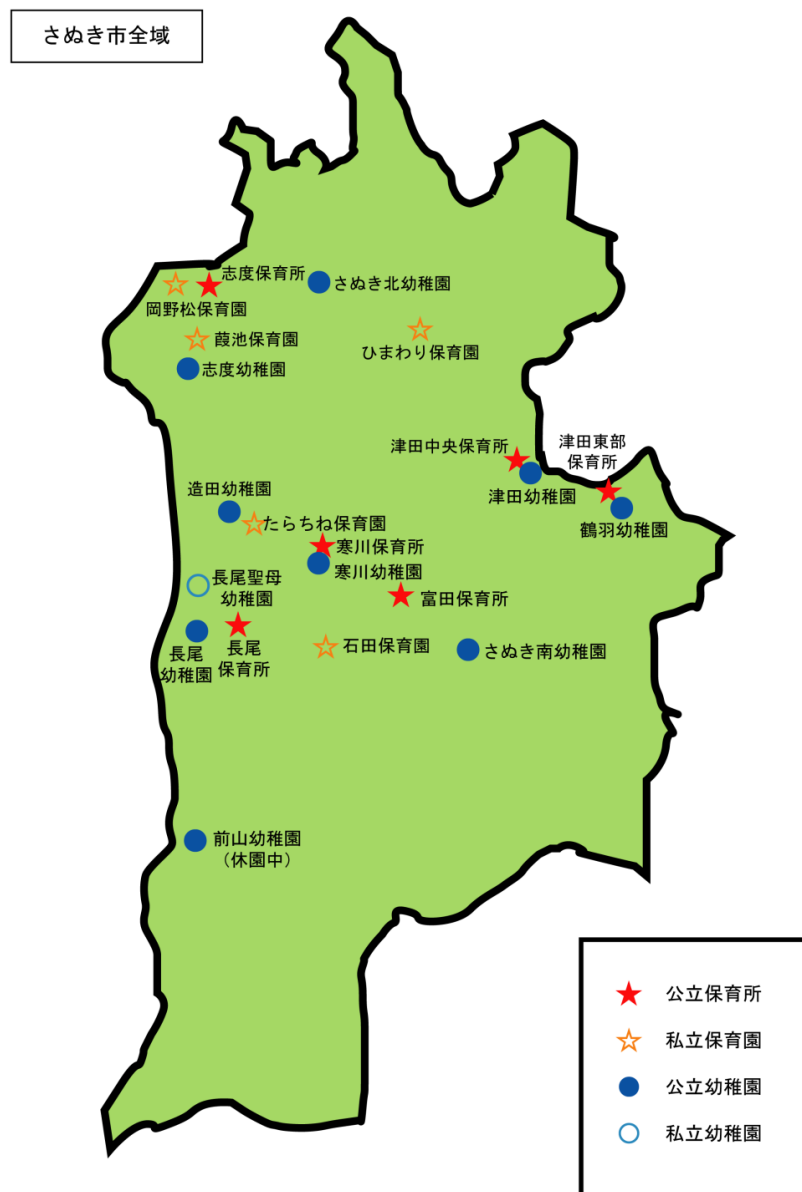 さぬき市全域
志度保育所
さぬき北幼稚園
岡野松保育園
葭池保育園
ひまわり保育園
志度幼稚園
津田中央保育所
津田東部
保育所
津田幼稚園
鶴羽幼稚園
造田幼稚園
たらちね保育園
寒川保育所
寒川幼稚園
長尾聖母
幼稚園
富田保育所
長尾
幼稚園
長尾
保育所
石田保育園
さぬき南幼稚園
前山幼稚園
（休園中）
公立保育所
私立保育園
公立幼稚園
私立幼稚園